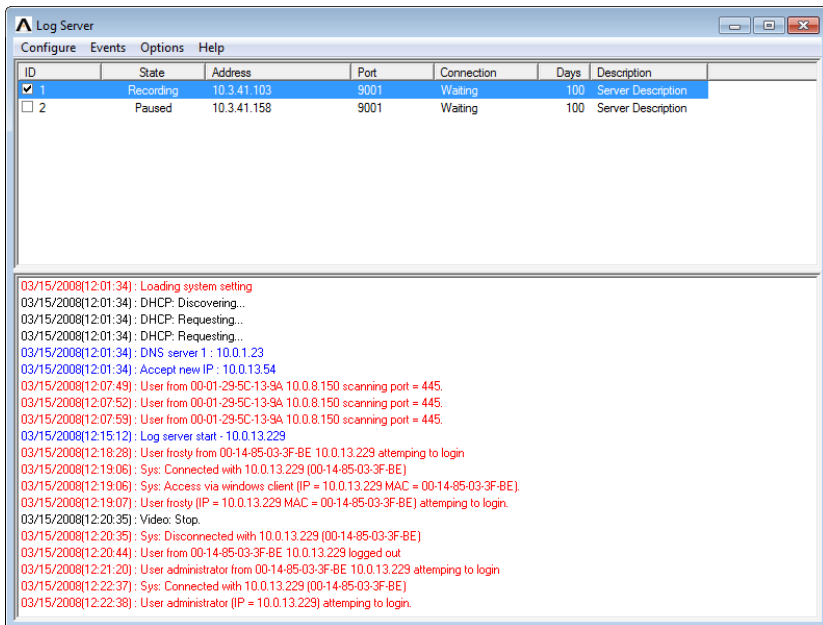 Log Server
Configure Events Options Help
ID State Address Port Connection Days Description
1 Recording 10.3.41.103 9001 Waiting 100 Server Description
2 Paused 10.3.41.158 9001 Waiting 100 Server Description
03/15/2008(12:01:34) : Loading system setting
03/15/2008(12:01:34) : DHCP: Discovering...
03/15/2008(12:01:34) : DHCP: Requesting...
03/15/2008(12:01:34) : DHCP: Requesting...
03/15/2008(12:01:34) : DNS server 1 : 10.0.1.23
03/15/2008(12:01:34) : Accept new IP : 10.0.13.54
03/15/2008(12:07:49) : User from 00-01-29-5C-13-9A 10.0.8.150 scanning port = 445.
03/15/2008(12:07:52) : User from 00-01-29-5C-13-9A 10.0.8.150 scanning port = 445.
03/15/2008(12:07:59) : User from 00-01-29-5C-13-9A 10.0.8.150 scanning port = 445.
03/15/2008(12:15:12) : Log server start - 10.0.13.229
03/15/2008(12:18:28) : User frosty from 00-14-85-03-3F-BE 10.0.13.229 attemping to login
03/15/2008(12:19:06) : Sys: Connected with 10.0.13.229 (00-14-85-03-3F-BE)
03/15/2008(12:19:06) : Sys: Access via windows client (IP = 10.0.13.229 MAC = 00-14-85-03-3F-BE).
03/15/2008(12:19:07) : User frosty (IP = 10.0.13.229 MAC = 00-14-85-03-3F-BE) attemping to login.
03/15/2008(12:20:35) : Video: Stop.
03/15/2008(12:20:35) : Sys: Disconnected with 10.0.13.229 (00-14-85-03-3F-BE)
03/15/2008(12:20:44) : User from 00-14-85-03-3F-BE 10.0.13.229 logged out
03/15/2008(12:21:20) : User administrator from 00-14-85-03-3F-BE 10.0.13.229 attemping to login
03/15/2008(12:22:37) : Sys: Connected with 10.0.13.229 (00-14-85-03-3F-BE)
03/15/2008(12:22:38) : User administrator (IP = 10.0.13.229) attemping to login.